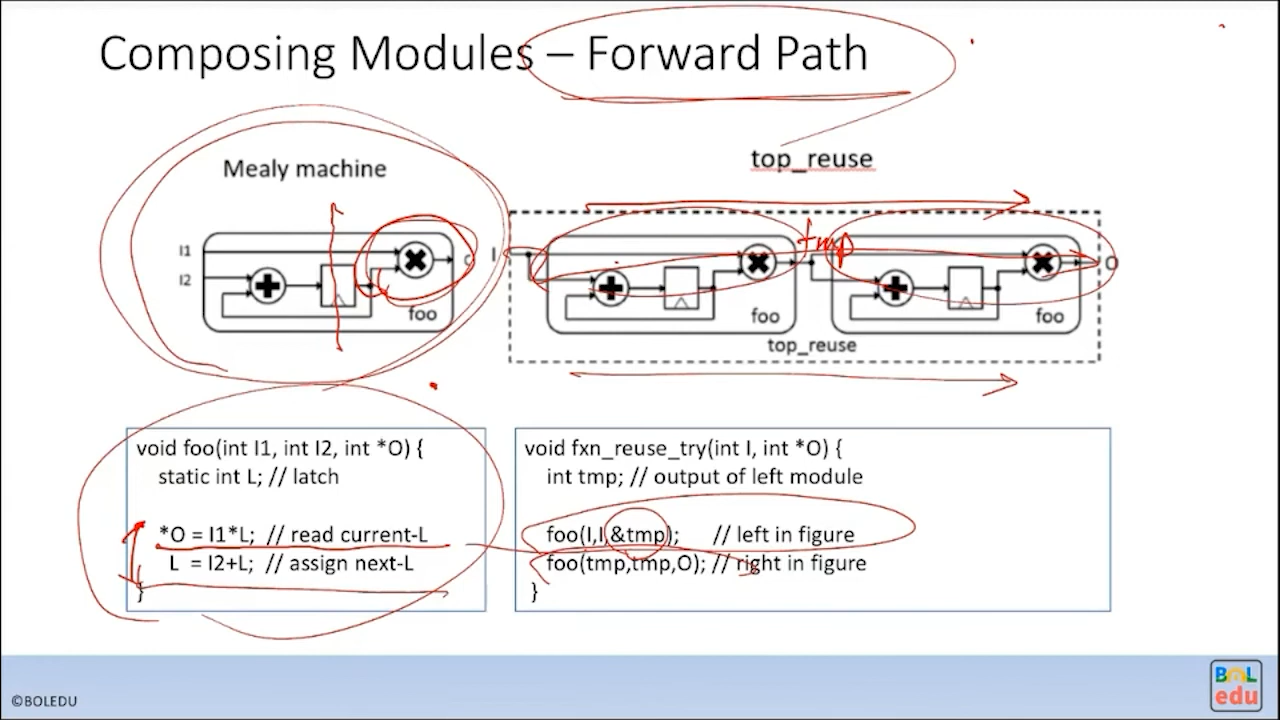 Composing Modules – Forward Path
Mealy machine
top_reuse
I1
I2
O
foo
I
tmp
foo
foo
O
top_reuse
void foo(int I1, int I2, int *O) {
static int L; // latch
*O = I1*L; // read current-L
L = I2+L; // assign next-L
}
void fxn_reuse_try(int I, int *O) {
int tmp; // output of left module
foo(I,I,&tmp); // left in figure
foo(tmp,tmp,O); // right in figure
}
©BOLEDU
BOL
edu